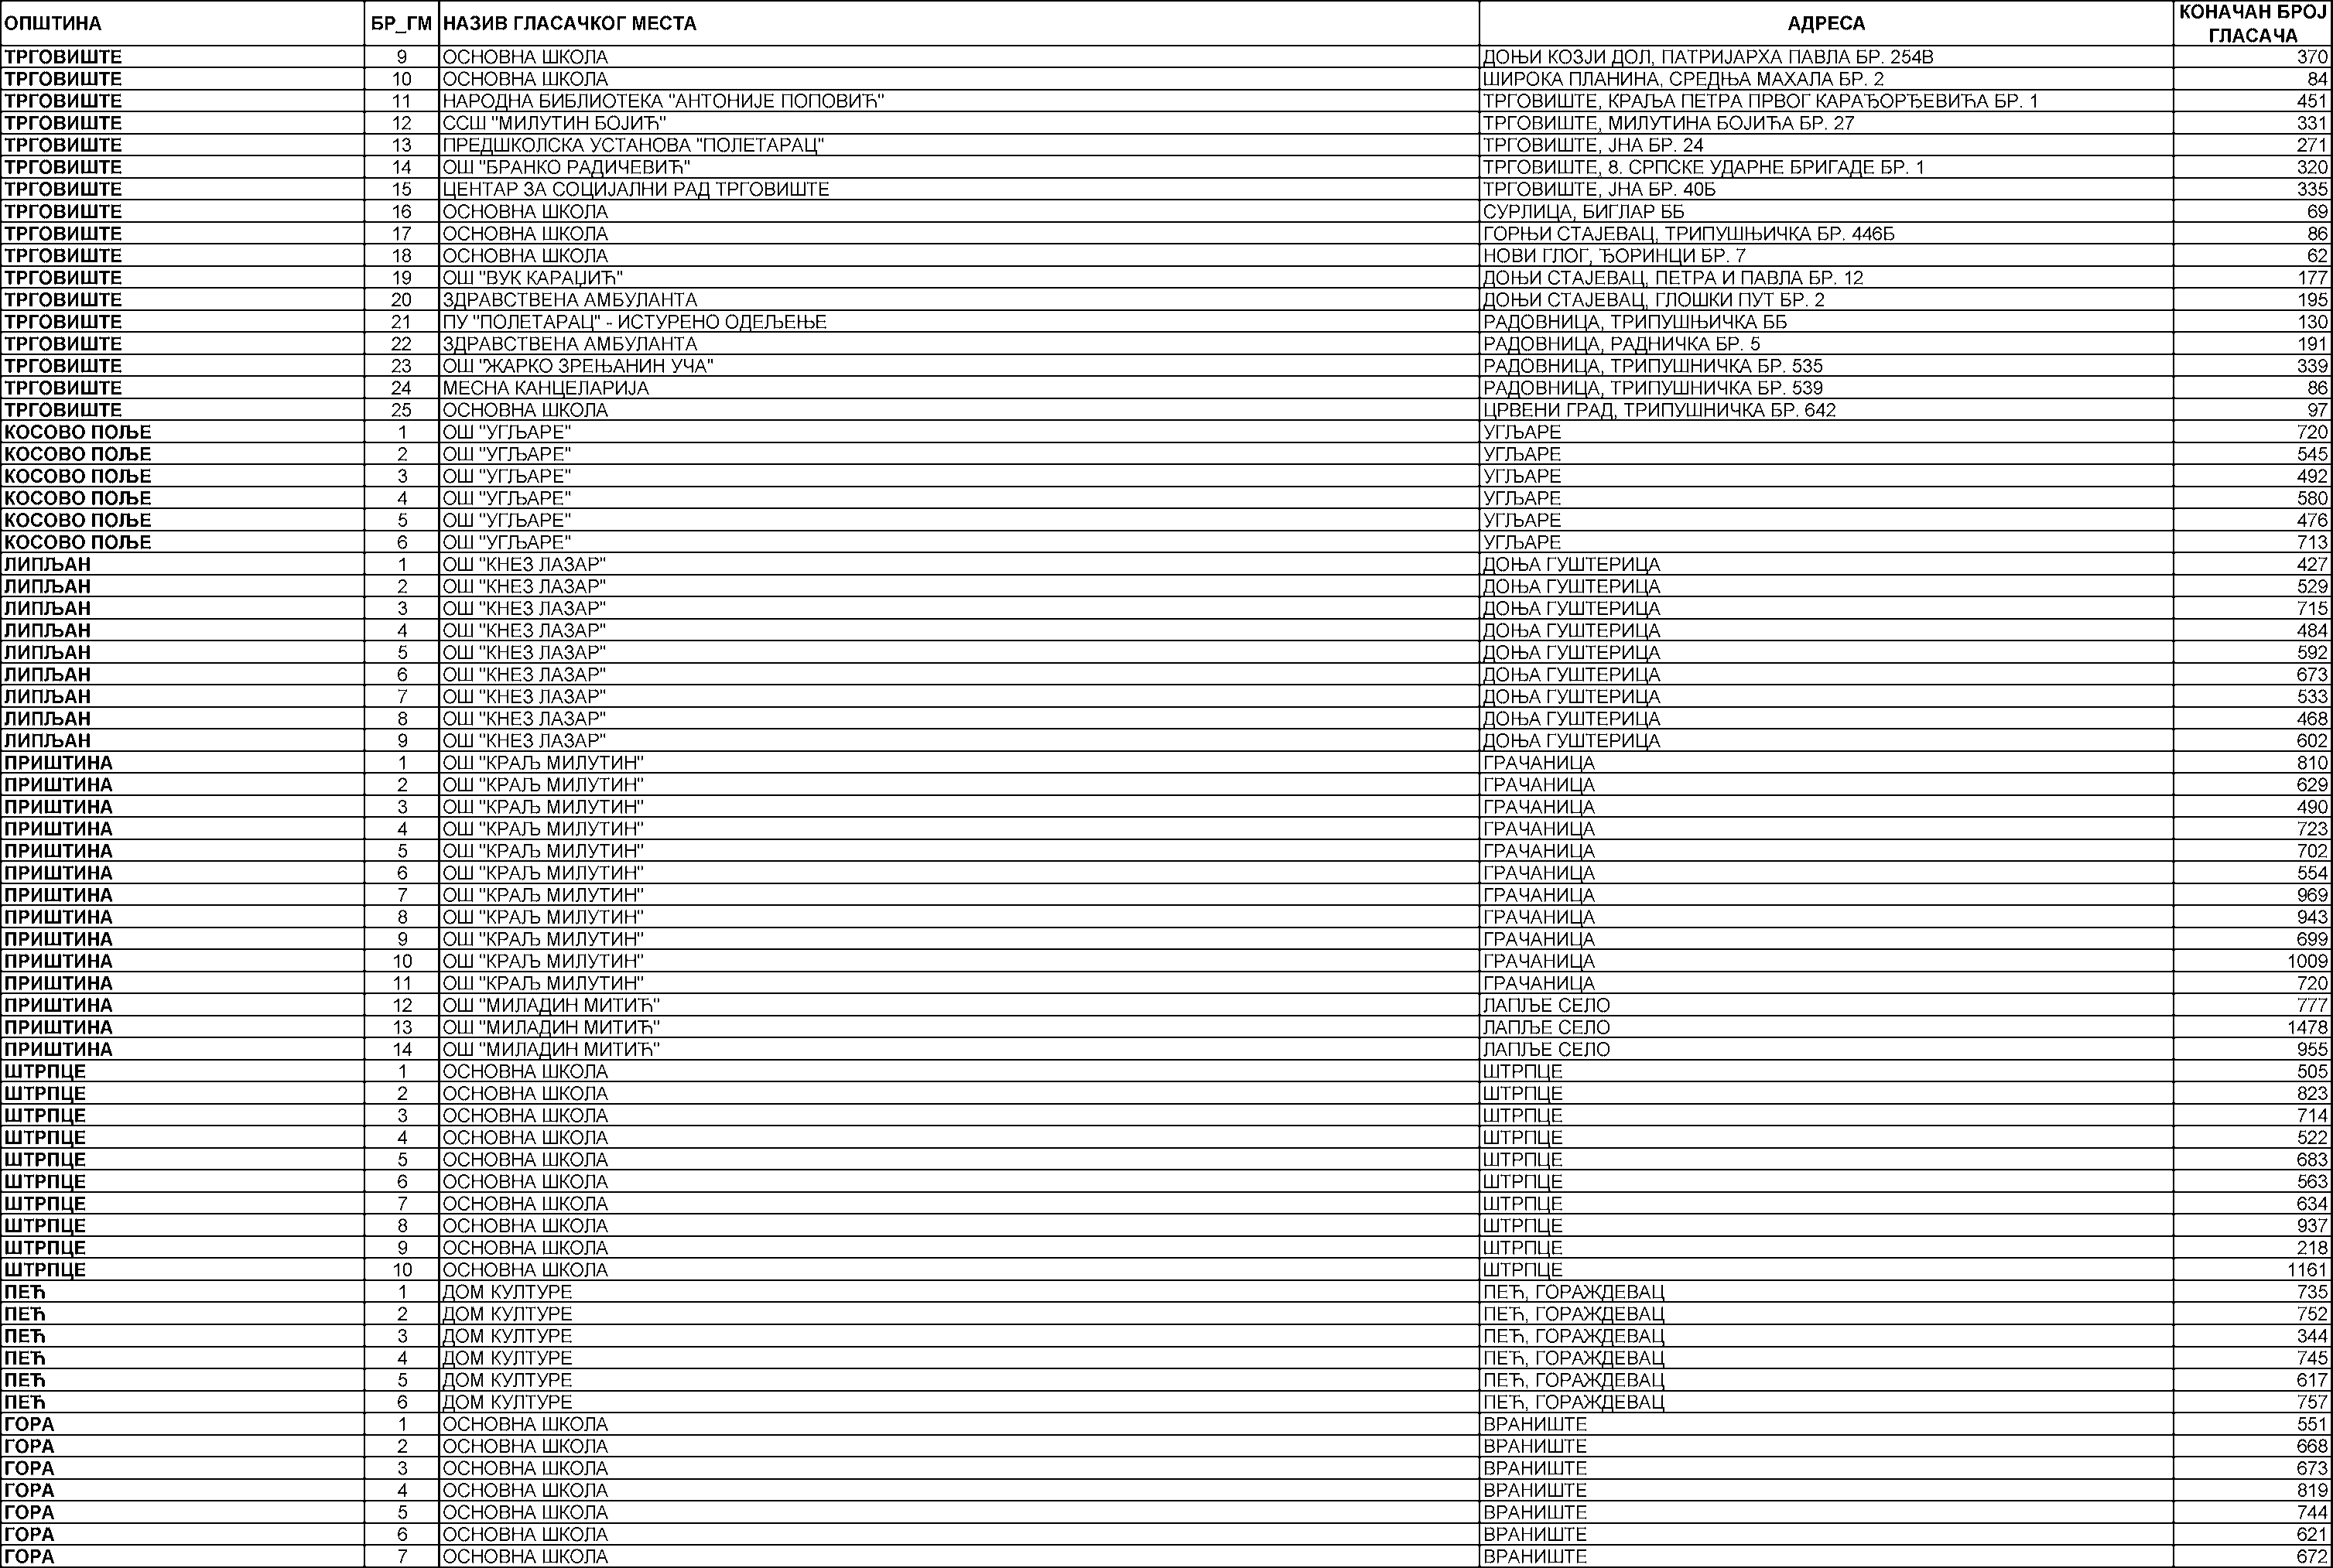 ОПШТИНА БР_ГМ НАЗИВ ГЛАСАЧКОГ МЕСТА АДРЕСА КОНАЧАН БРОЈ ГЛАСАЧА
ТРГОВИШТЕ 9 ОСНОВНА ШКОЛА ДОЊИ КОЗЈИ ДОЛ, ПАТРИЈАРХА ПАВЛА БР. 254В 370
ТРГОВИШТЕ 10 ОСНОВНА ШКОЛА ШИРОКА ПЛАНИНА, СРЕДЊА МАХАЛА БР. 2 84
ТРГОВИШТЕ 11 НАРОДНА БИБЛИОТЕКА "АНТОНИЈЕ ПОПОВИЋ" ТРГОВИШТЕ, КРАЉА ПЕТРА ПРВОГ КАРАЂОРЂЕВИЋА БР. 1 451
ТРГОВИШТЕ 12 ССШ "МИЛУТИН БОЈИЋ" ТРГОВИШТЕ, МИЛУТИНА БОЈИЋА БР. 27 331
ТРГОВИШТЕ 13 ПРЕДШКОЛСКА УСТАНОВА "ПОЛЕТАРАЦ" ТРГОВИШТЕ, ЈНА БР. 24 271
ТРГОВИШТЕ 14 ОШ "БРАНКО РАДИЧЕВИЋ" ТРГОВИШТЕ, 8. СРПСКЕ УДАРНЕ БРИГАДЕ БР. 1 320
ТРГОВИШТЕ 15 ЦЕНТАР ЗА СОЦИЈАЛНИ РАД ТРГОВИШТЕ ТРГОВИШТЕ, ЈНА БР. 40Б 335
ТРГОВИШТЕ 16 ОСНОВНА ШКОЛА СУРЛИЦА, БИГЛАР ББ 69
ТРГОВИШТЕ 17 ОСНОВНА ШКОЛА ГОРЊИ СТАЈЕВАЦ, ТРИПУШЊИЧКА БР. 446Б 86
ТРГОВИШТЕ 18 ОСНОВНА ШКОЛА НОВИ ГЛОГ, ЂОРИНЦИ БР. 7 62
ТРГОВИШТЕ 19 ОШ "ВУК КАРАЏИЋ" ДОЊИ СТАЈЕВАЦ, ПЕТРА И ПАВЛА БР. 12 177
ТРГОВИШТЕ 20 ЗДРАВСТВЕНА АМБУЛАНТА ДОЊИ СТАЈЕВАЦ, ГЛОШКИ ПУТ БР. 2 195
ТРГОВИШТЕ 21 ПУ "ПОЛЕТАРАЦ" - ИСТУРЕНО ОДЕЉЕЊЕ РАДОВНИЦА, ТРИПУШЊИЧКА ББ 130
ТРГОВИШТЕ 22 ЗДРАВСТВЕНА АМБУЛАНТА РАДОВНИЦА, РАДНИЧКА БР. 5 191
ТРГОВИШТЕ 23 ОШ "ЖАРКО ЗРЕЊАНИН УЧА" РАДОВНИЦА, ТРИПУШНИЧКА БР. 535 339
ТРГОВИШТЕ 24 МЕСНА КАНЦЕЛАРИЈА РАДОВНИЦА, ТРИПУШНИЧКА БР. 539 86
ТРГОВИШТЕ 25 ОСНОВНА ШКОЛА ЦРВЕНИ ГРАД, ТРИПУШНИЧКА БР. 642 97
КОСОВО ПОЉЕ 1 ОШ "УГЉАРЕ" УГЉАРЕ 720
КОСОВО ПОЉЕ 2 ОШ "УГЉАРЕ" УГЉАРЕ 545
КОСОВО ПОЉЕ 3 ОШ "УГЉАРЕ" УГЉАРЕ 492
КОСОВО ПОЉЕ 4 ОШ "УГЉАРЕ" УГЉАРЕ 580
КОСОВО ПОЉЕ 5 ОШ "УГЉАРЕ" УГЉАРЕ 476
КОСОВО ПОЉЕ 6 ОШ "УГЉАРЕ" УГЉАРЕ 713
ЛИПЉАН 1 ОШ "КНЕЗ ЛАЗАР" ДОЊА ГУШТЕРИЦА 427
ЛИПЉАН 2 ОШ "КНЕЗ ЛАЗАР" ДОЊА ГУШТЕРИЦА 529
ЛИПЉАН 3 ОШ "КНЕЗ ЛАЗАР" ДОЊА ГУШТЕРИЦА 715
ЛИПЉАН 4 ОШ "КНЕЗ ЛАЗАР" ДОЊА ГУШТЕРИЦА 484
ЛИПЉАН 5 ОШ "КНЕЗ ЛАЗАР" ДОЊА ГУШТЕРИЦА 592
ЛИПЉАН 6 ОШ "КНЕЗ ЛАЗАР" ДОЊА ГУШТЕРИЦА 673
ЛИПЉАН 7 ОШ "КНЕЗ ЛАЗАР" ДОЊА ГУШТЕРИЦА 533
ЛИПЉАН 8 ОШ "КНЕЗ ЛАЗАР" ДОЊА ГУШТЕРИЦА 468
ЛИПЉАН 9 ОШ "КНЕЗ ЛАЗАР" ДОЊА ГУШТЕРИЦА 602
ПРИШТИНА 1 ОШ "КРАЉ МИЛУТИН" ГРАЧАНИЦА 810
ПРИШТИНА 2 ОШ "КРАЉ МИЛУТИН" ГРАЧАНИЦА 629
ПРИШТИНА 3 ОШ "КРАЉ МИЛУТИН" ГРАЧАНИЦА 490
ПРИШТИНА 4 ОШ "КРАЉ МИЛУТИН" ГРАЧАНИЦА 723
ПРИШТИНА 5 ОШ "КРАЉ МИЛУТИН" ГРАЧАНИЦА 702
ПРИШТИНА 6 ОШ "КРАЉ МИЛУТИН" ГРАЧАНИЦА 554
ПРИШТИНА 7 ОШ "КРАЉ МИЛУТИН" ГРАЧАНИЦА 969
ПРИШТИНА 8 ОШ "КРАЉ МИЛУТИН" ГРАЧАНИЦА 943
ПРИШТИНА 9 ОШ "КРАЉ МИЛУТИН" ГРАЧАНИЦА 699
ПРИШТИНА 10 ОШ "КРАЉ МИЛУТИН" ГРАЧАНИЦА 1009
ПРИШТИНА 11 ОШ "КРАЉ МИЛУТИН" ГРАЧАНИЦА 720
ПРИШТИНА 12 ОШ "МИЛАДИН МИТИЋ" ЛАПЉЕ СЕЛО 777
ПРИШТИНА 13 ОШ "МИЛАДИН МИТИЋ" ЛАПЉЕ СЕЛО 1478
ПРИШТИНА 14 ОШ "МИЛАДИН МИТИЋ" ЛАПЉЕ СЕЛО 955
ШТРПЦЕ 1 ОСНОВНА ШКОЛА ШТРПЦЕ 505
ШТРПЦЕ 2 ОСНОВНА ШКОЛА ШТРПЦЕ 823
ШТРПЦЕ 3 ОСНОВНА ШКОЛА ШТРПЦЕ 714
ШТРПЦЕ 4 ОСНОВНА ШКОЛА ШТРПЦЕ 522
ШТРПЦЕ 5 ОСНОВНА ШКОЛА ШТРПЦЕ 683
ШТРПЦЕ 6 ОСНОВНА ШКОЛА ШТРПЦЕ 563
ШТРПЦЕ 7 ОСНОВНА ШКОЛА ШТРПЦЕ 634
ШТРПЦЕ 8 ОСНОВНА ШКОЛА ШТРПЦЕ 937
ШТРПЦЕ 9 ОСНОВНА ШКОЛА ШТРПЦЕ 218
ШТРПЦЕ 10 ОСНОВНА ШКОЛА ШТРПЦЕ 1161
ПЕЋ 1 ДОМ КУЛТУРЕ ПЕЋ, ГОРАЖДЕВАЦ 735
ПЕЋ 2 ДОМ КУЛТУРЕ ПЕЋ, ГОРАЖДЕВАЦ 752
ПЕЋ 3 ДОМ КУЛТУРЕ ПЕЋ, ГОРАЖДЕВАЦ 344
ПЕЋ 4 ДОМ КУЛТУРЕ ПЕЋ, ГОРАЖДЕВАЦ 745
ПЕЋ 5 ДОМ КУЛТУРЕ ПЕЋ, ГОРАЖДЕВАЦ 617
ПЕЋ 6 ДОМ КУЛТУРЕ ПЕЋ, ГОРАЖДЕВАЦ 757
ГОРА 1 ОСНОВНА ШКОЛА ВРАНИШТЕ 551
ГОРА 2 ОСНОВНА ШКОЛА ВРАНИШТЕ 668
ГОРА 3 ОСНОВНА ШКОЛА ВРАНИШТЕ 673
ГОРА 4 ОСНОВНА ШКОЛА ВРАНИШТЕ 819
ГОРА 5 ОСНОВНА ШКОЛА ВРАНИШТЕ 744
ГОРА 6 ОСНОВНА ШКОЛА ВРАНИШТЕ 621
ГОРА 7 ОСНОВНА ШКОЛА ВРАНИШТЕ 672